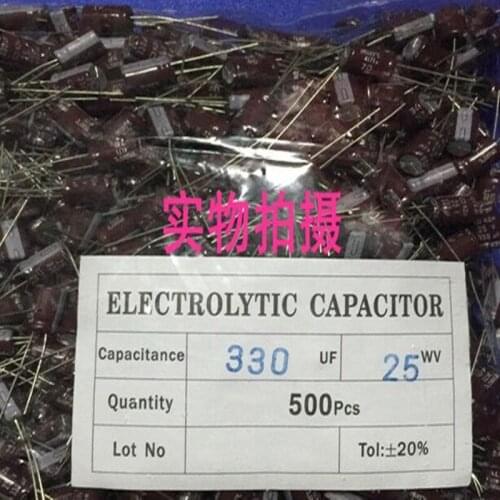 实物拍摄
ELECTROLYTIC CAPACITOR
Capacitance 330 UF 25 WV
Quantity 500Pcs
Lot No Tol:±20%